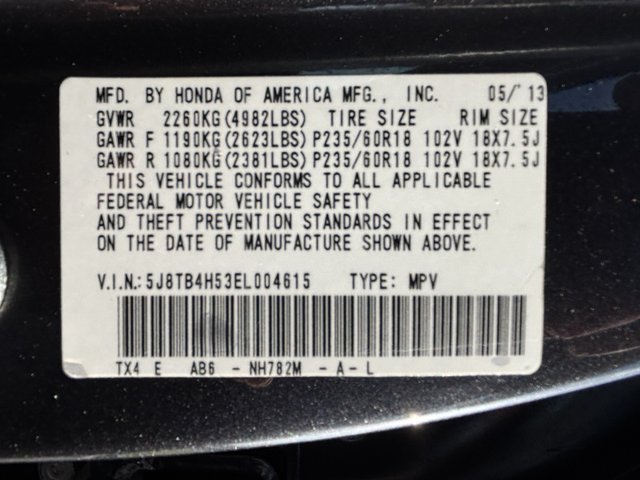 MFD. BY HONDA OF AMERICA MFG., INC. 05/'13
GVWR 2260KG(4982LBS) TIRE SIZE RIM SIZE
GAWR F 1190KG(2623LBS)P235/60R18 102V 18X7.5J
GAWR R 1080KG(2381LBS)P235/60R18 102V 18X7.5J
THIS VEHICLE CONFORMS TO ALL APPLICABLE
FEDERAL MOTOR VEHICLE SAFETY
AND THEFT PREVENTION STANDARDS IN EFFECT
ON THE DATE OF MANUFACTURE SHOWN ABOVE.
V.I.N.:5J8TB4H53EL004615 TYPE: MPV
TX4 E AB6 - NH782M - A - L